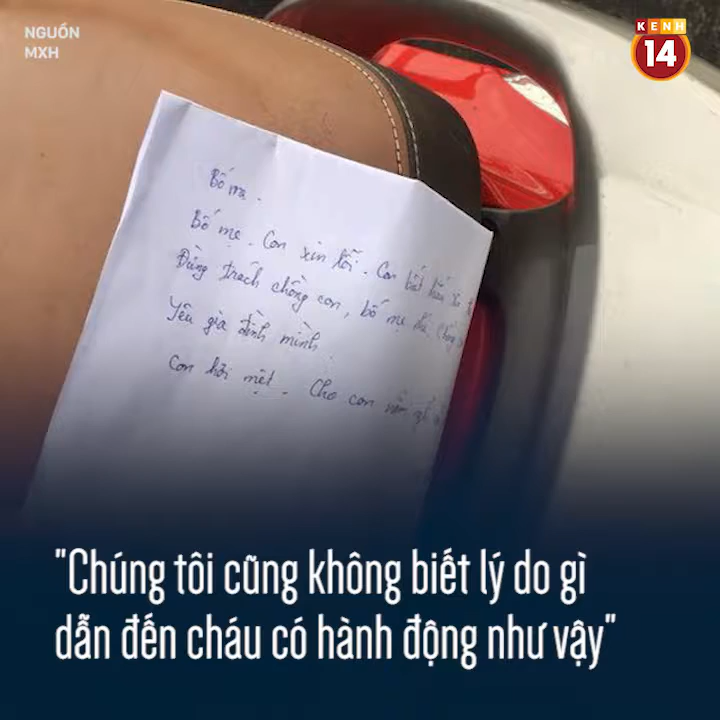 NGUỒN
MXH
KENH
14
Bố mẹ.
Bố mẹ. Con xin lỗi. Con bất hiếu
Đừng trách chồng con, bố mẹ
Yêu gia đình mình.
Con hơi mệt. Cho con
"Chúng tôi cũng không biết lý do gì
dẫn đến cháu có hành động như vậy"